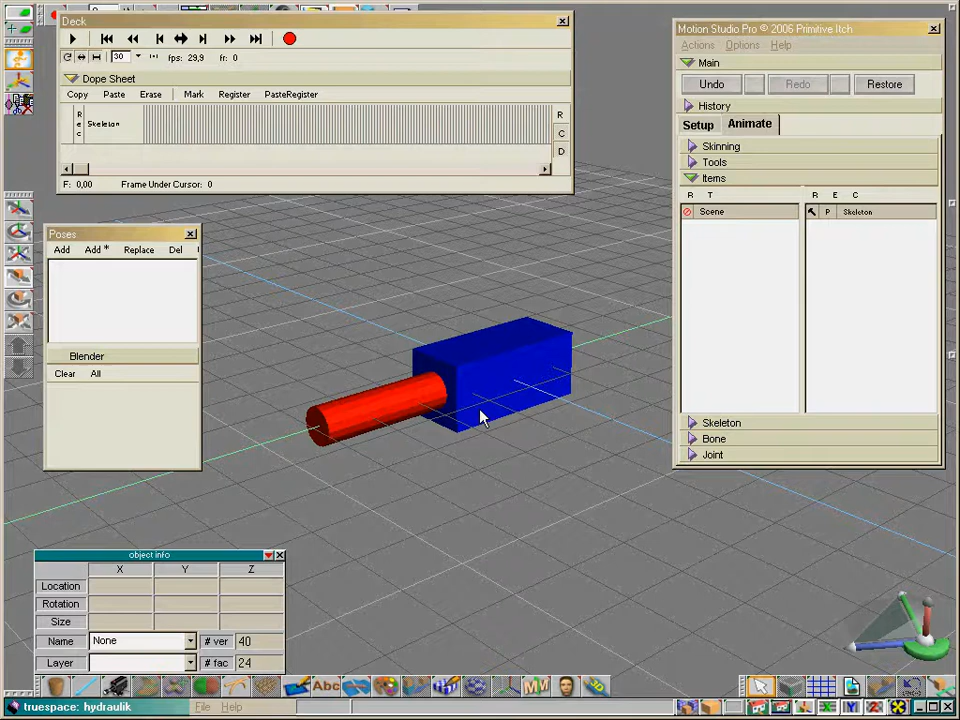 Deck
30 fps: 29,9 fr: 0
Dope Sheet
Copy Paste Erase Mark Register PasteRegister
R
e
c
Skeleton
R
C
D
F: 0,00 Frame Under Cursor: 0
Poses
Add Add * Replace Del
Blender
Clear All
Motion Studio Pro © 2006 Primitive Itch
Actions Options Help
Main
Undo Redo Restore
History
Setup Animate
Skinning
Tools
Items
R T R E C
Scene P Skeleton
Skeleton
Bone
Joint
object info
X Y Z
Location
Rotation
Size
Name None # ver 40
Layer # fac 24
Abc
truespace: hydraulik File Help